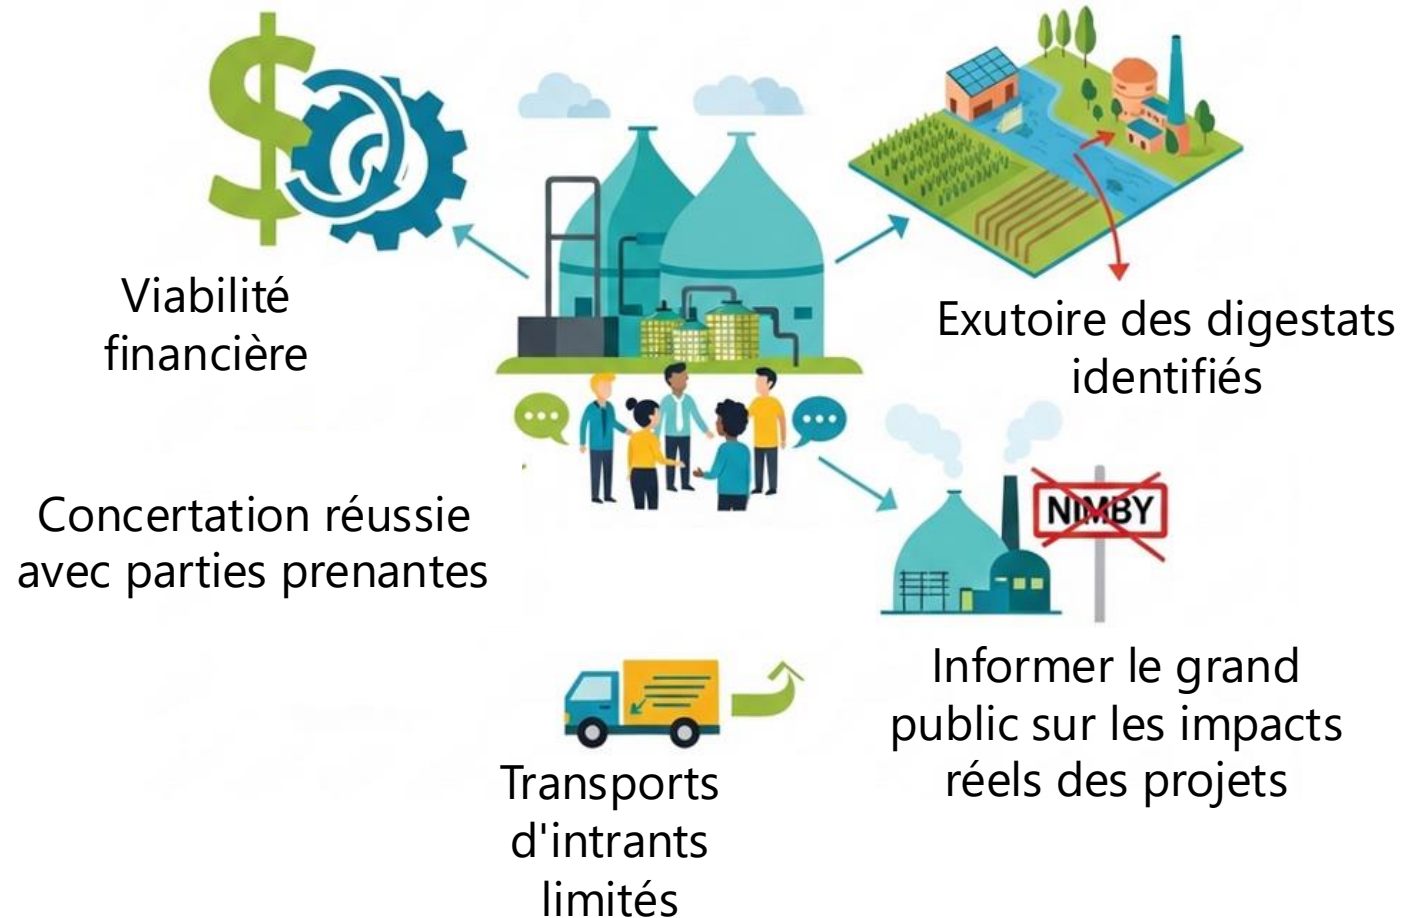 Viabilité
financière
Exutoire des digestats
identifiés
Concertation réussie
avec parties prenantes
NIMBY
Informer le grand
public sur les impacts
réels des projets
Transports
d'intrants
limités